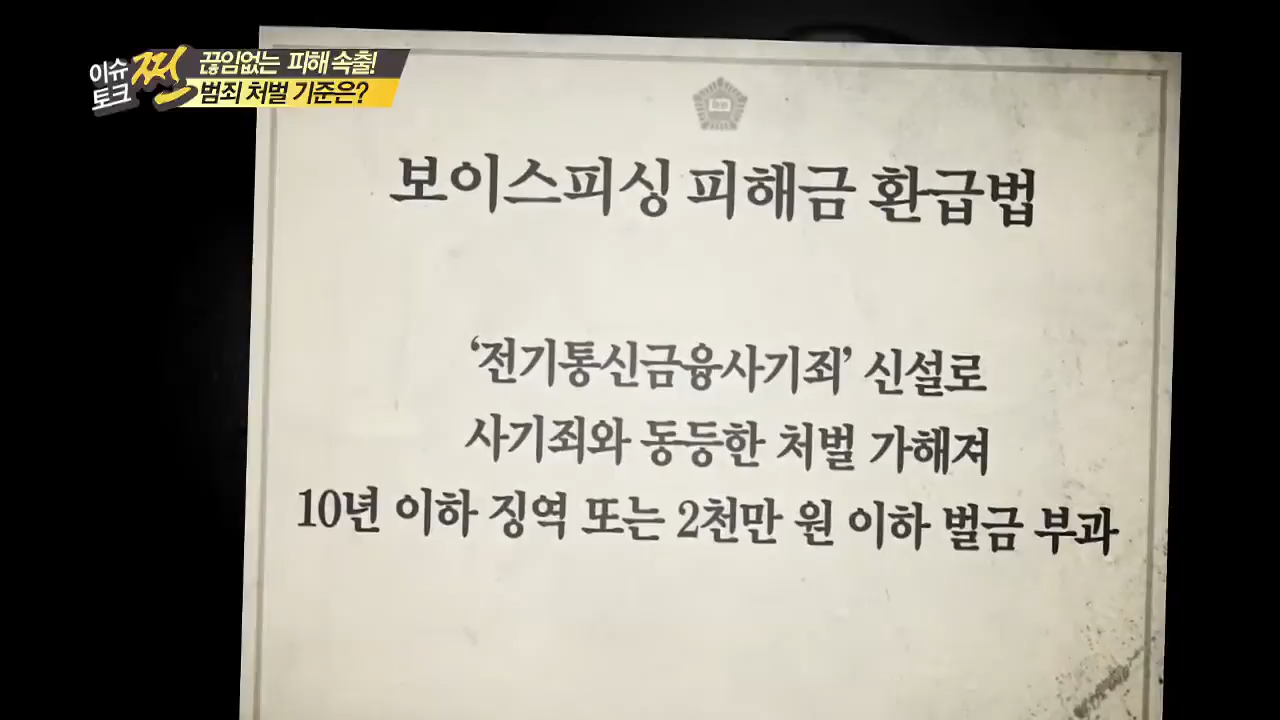 이슈
토크
쩐
끊임없는 피해 속출!
범죄 처벌 기준은?
보이스피싱 피해금 환급법
‘전기통신금융사기죄’ 신설로
사기죄와 동등한 처벌 가해져
10년 이하 징역 또는 2천만 원 이하 벌금 부과